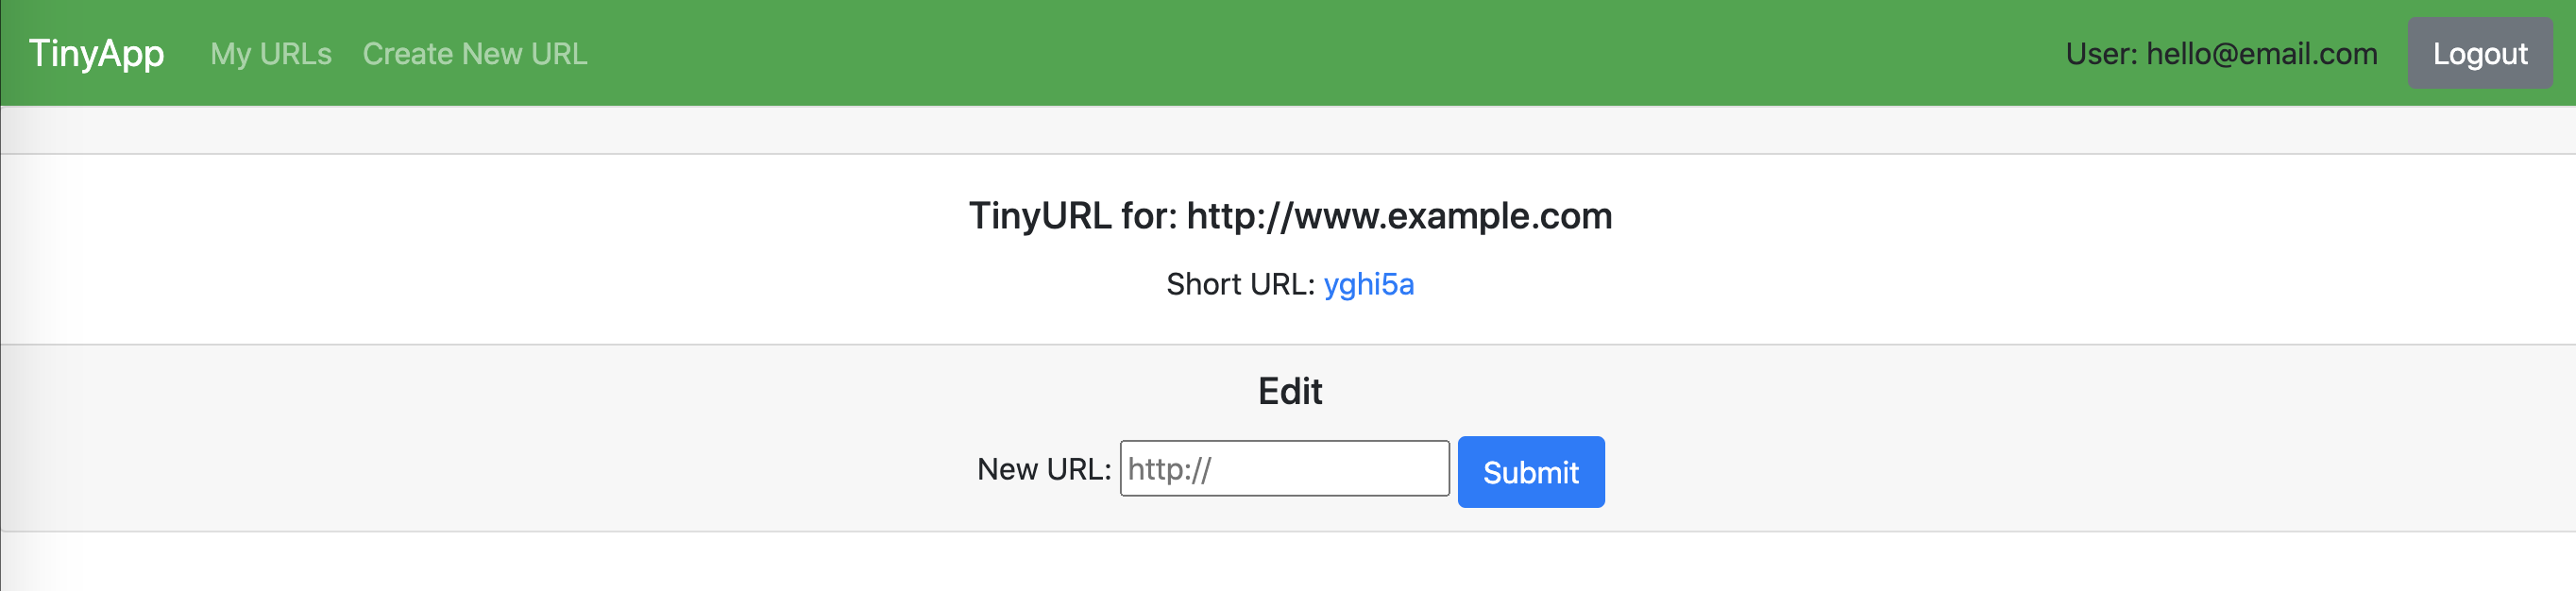 TinyApp My URLs Create New URL User: hello@email.com Logout
TinyURL for: http://www.example.com
Short URL: yghi5a
Edit
New URL: http:// Submit